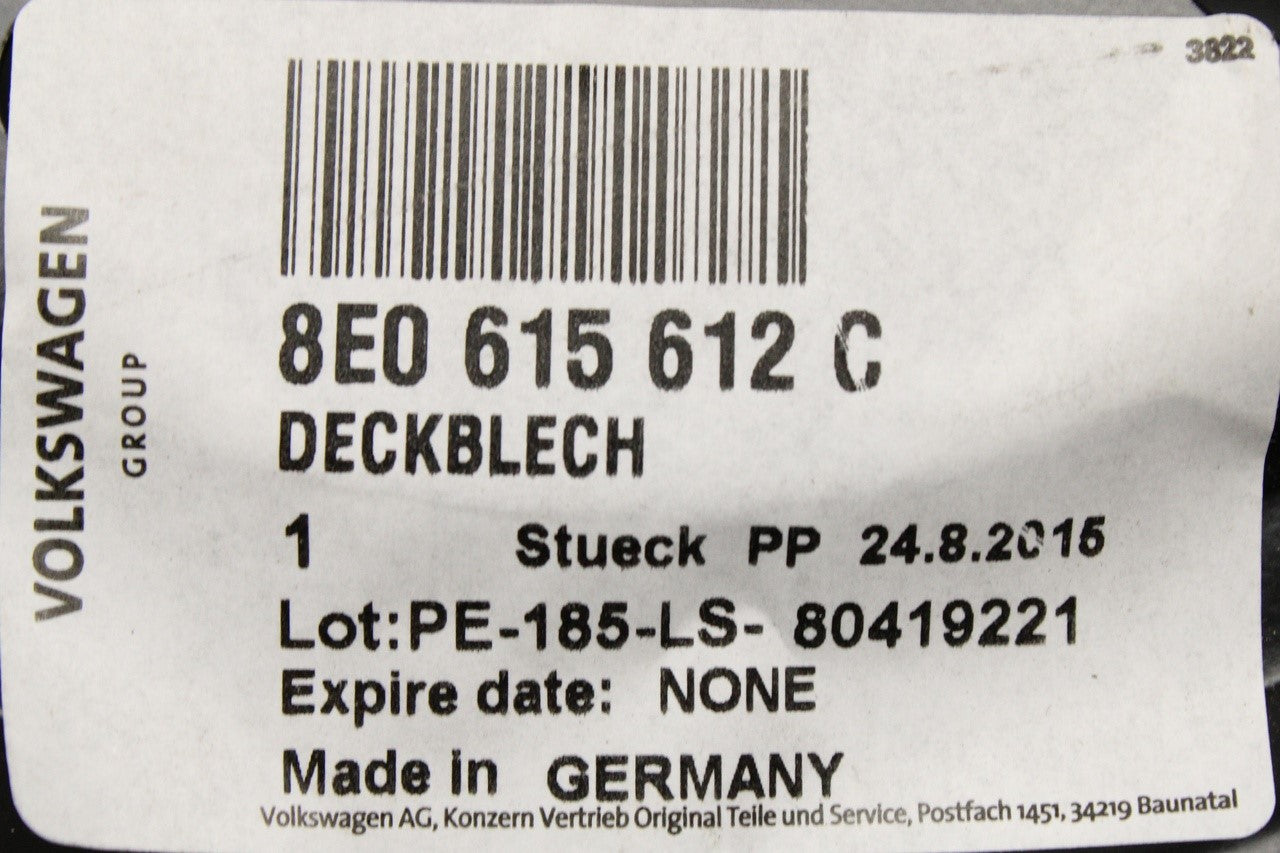 3822
VOLKSWAGEN
GROUP
8E0 615 612 C
DECKBLECH
1 Stueck PP 24.8.2015
Lot:PE-185-LS- 80419221
Expire date: NONE
Made in GERMANY
Volkswagen AG, Konzern Vertrieb Original Teile und Service, Postfach 1451, 34219 Baunatal